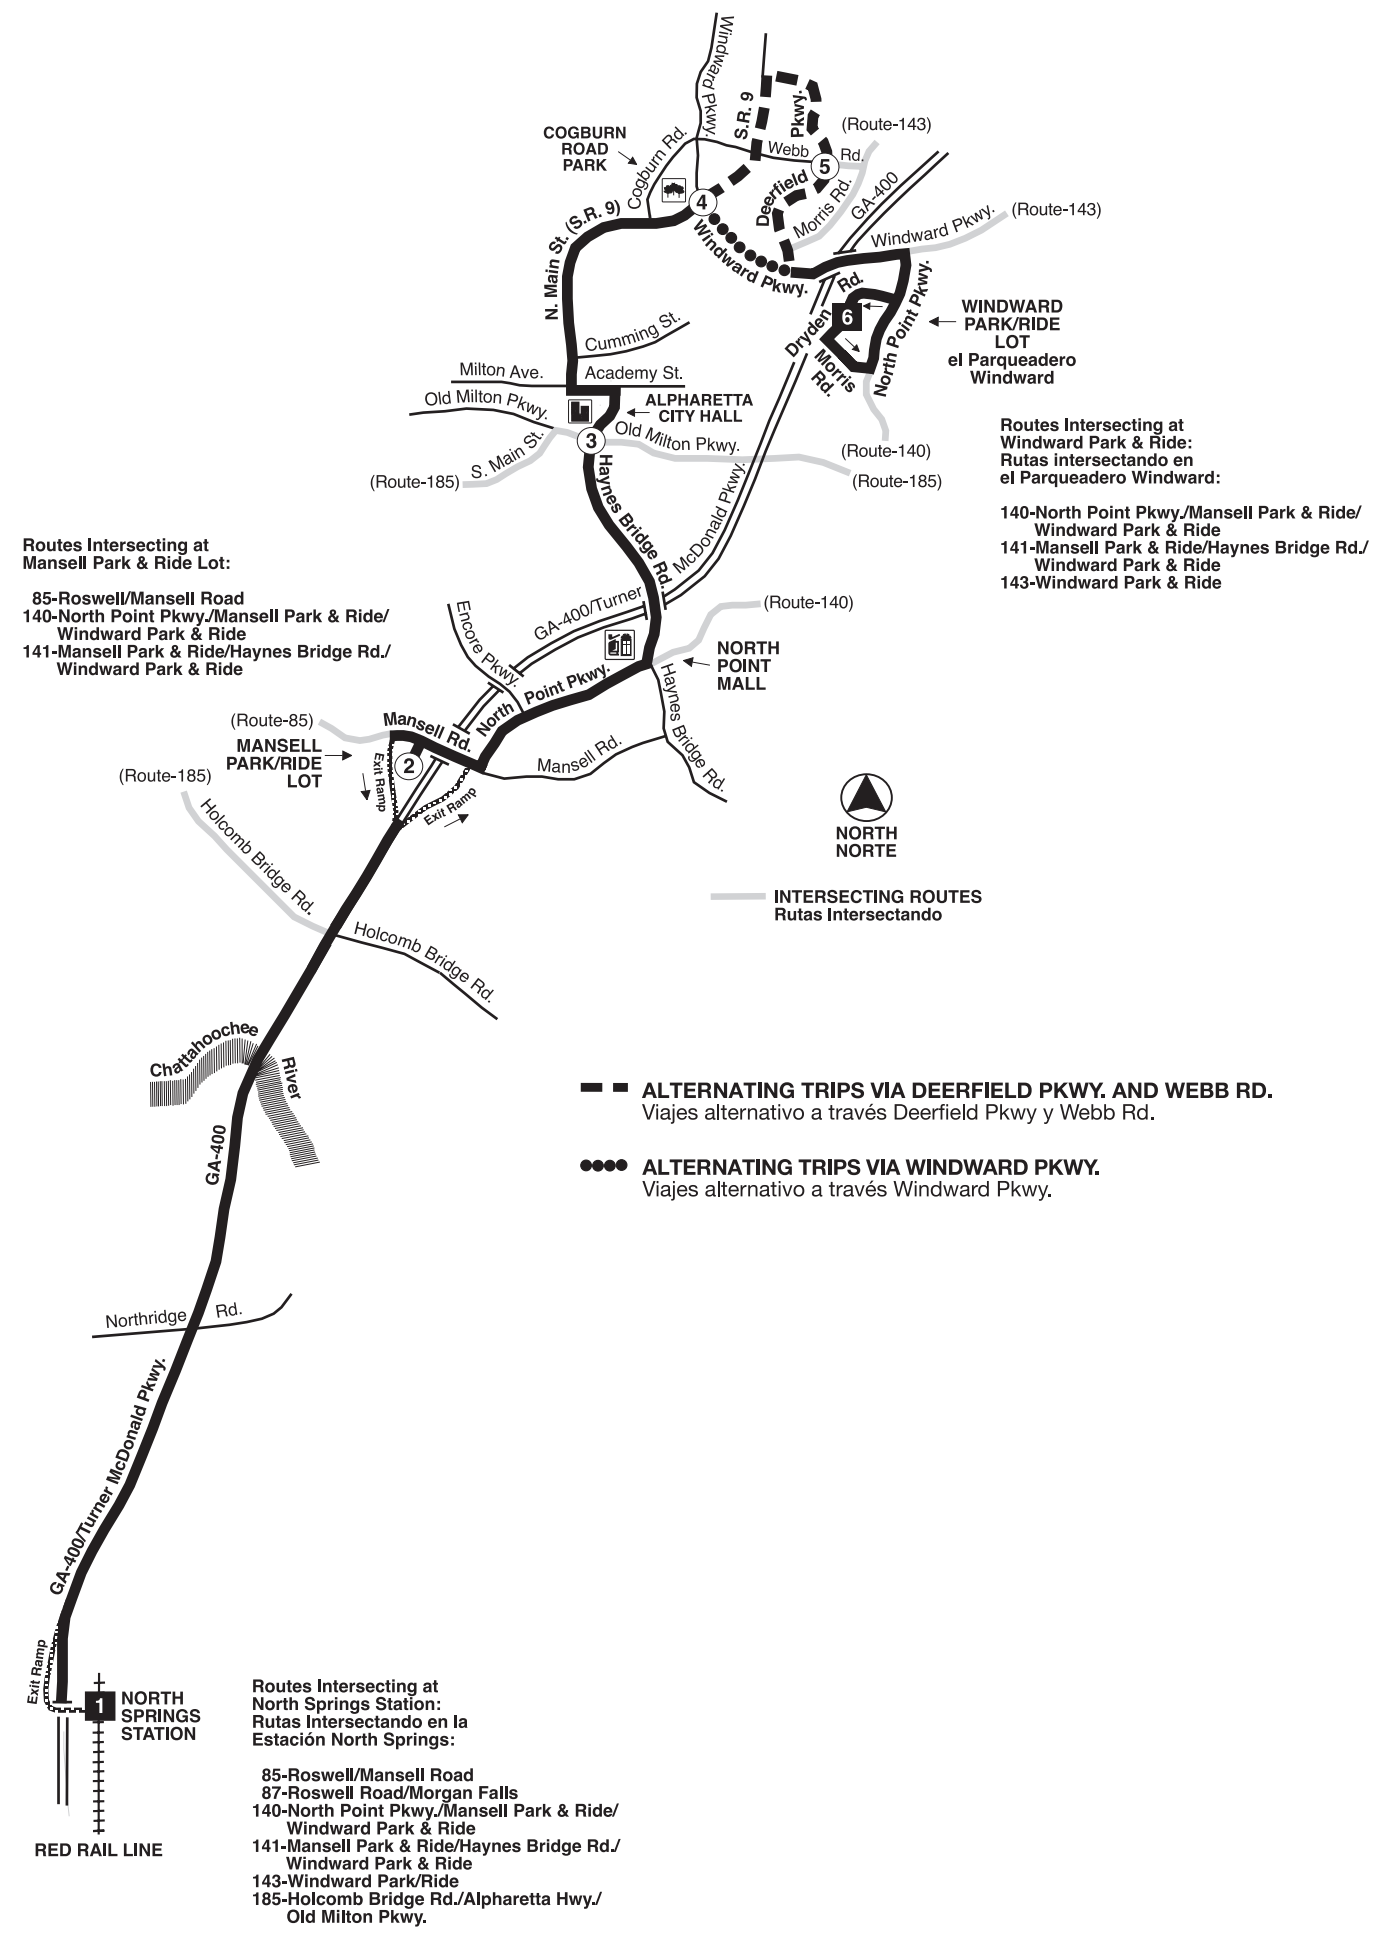 Windward Pkwy.
S.R. 9
Pkwy.
(Route-143)
COGBURN
ROAD
PARK
Cogburn Rd.
Webb
Rd.
5
Deerfield
Morris Rd.
GA-400
4
N. Main St. (S.R. 9)
Windward Pkwy.
Windward Pkwy.
(Route-143)
Rd.
Dryden
6
North Point Pkwy.
Morris
Rd.
WINDWARD
PARK/RIDE
LOT
el Parqueadero
Windward
Cumming St.
Milton Ave.
Academy St.
Old Milton Pkwy.
ALPHARETTA
CITY HALL
3
Old Milton Pkwy.
S. Main St.
(Route-185)
(Route-140)
(Route-185)
Routes Intersecting at
Windward Park & Ride:
Rutas intersectando en
el Parqueadero Windward:
140-North Point Pkwy./Mansell Park & Ride/
Windward Park & Ride
141-Mansell Park & Ride/Haynes Bridge Rd./
Windward Park & Ride
143-Windward Park & Ride
Haynes Bridge Rd.
McDonald Pkwy.
GA-400/Turner
(Route-140)
Routes Intersecting at
Mansell Park & Ride Lot:
85-Roswell/Mansell Road
140-North Point Pkwy./Mansell Park & Ride/
Windward Park & Ride
141-Mansell Park & Ride/Haynes Bridge Rd./
Windward Park & Ride
Encore Pkwy.
NORTH
POINT
MALL
North Point Pkwy.
Haynes Bridge Rd.
(Route-85)
Mansell Rd.
MANSELL
PARK/RIDE
LOT
2
Mansell Rd.
Exit Ramp
Exit Ramp
(Route-185)
Holcomb Bridge Rd.
NORTH
NORTE
INTERSECTING ROUTES
Rutas Intersectando
Holcomb Bridge Rd.
Chattahoochee
River
GA-400
ALTERNATING TRIPS VIA DEERFIELD PKWY. AND WEBB RD.
Viajes alternativo a través Deerfield Pkwy y Webb Rd.
ALTERNATING TRIPS VIA WINDWARD PKWY.
Viajes alternativo a través Windward Pkwy.
Northridge
Rd.
GA-400/Turner McDonald Pkwy.
Exit Ramp
1
NORTH
SPRINGS
STATION
RED RAIL LINE
Routes Intersecting at
North Springs Station:
Rutas Intersectando en la
Estación North Springs:
85-Roswell/Mansell Road
87-Roswell Road/Morgan Falls
140-North Point Pkwy./Mansell Park & Ride/
Windward Park & Ride
141-Mansell Park & Ride/Haynes Bridge Rd./
Windward Park & Ride
143-Windward Park/Ride
185-Holcomb Bridge Rd./Alpharetta Hwy./
Old Milton Pkwy.